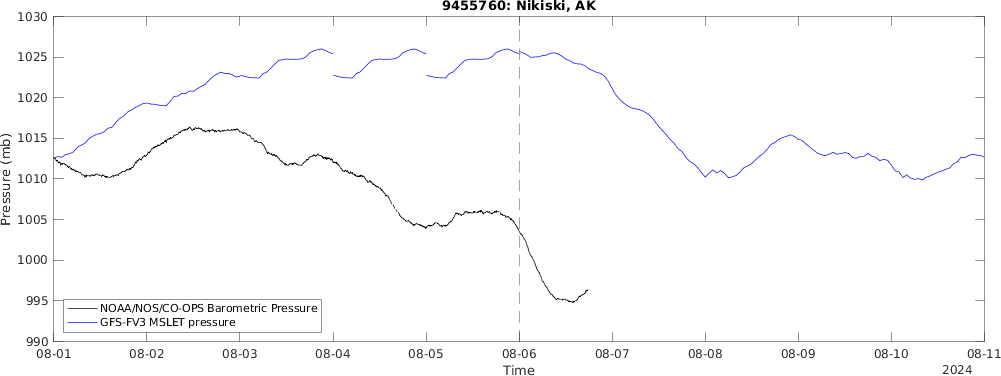 9455760: Nikiski, AK
1030
1025
1020
1015
1010
1005
1000
995
990
Pressure (mb)
NOAA/NOS/CO-OPS Barometric Pressure
GFS-FV3 MSLET pressure
08-01 08-02 08-03 08-04 08-05 08-06 08-07 08-08 08-09 08-10 08-11
Time
2024